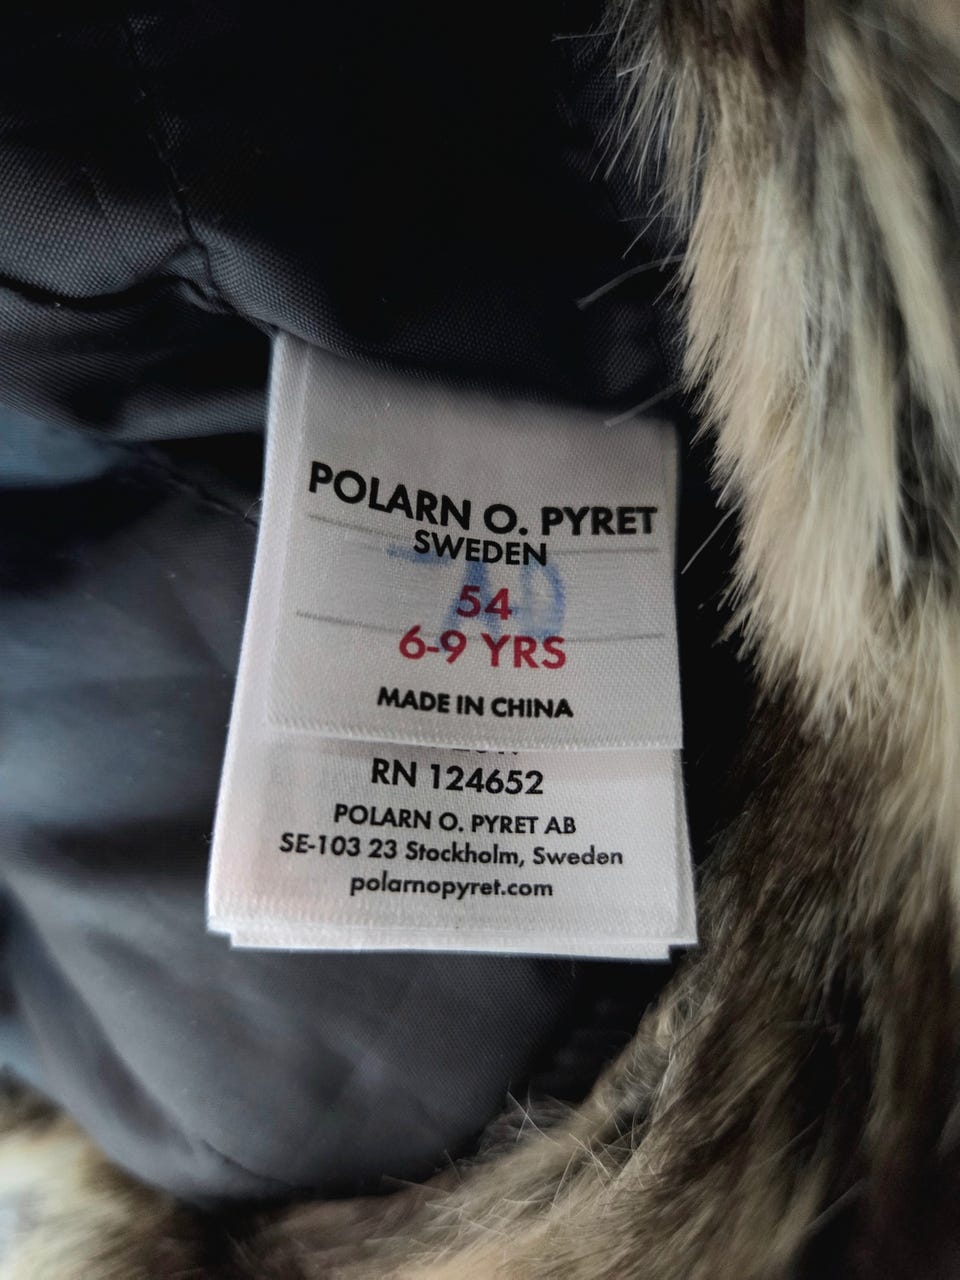 POLARN O. PYRET
SWEDEN
54
6-9 YRS
MADE IN CHINA
RN 124652
POLARN O. PYRET AB
SE-103 23 Stockholm, Sweden
polarnopyret.com